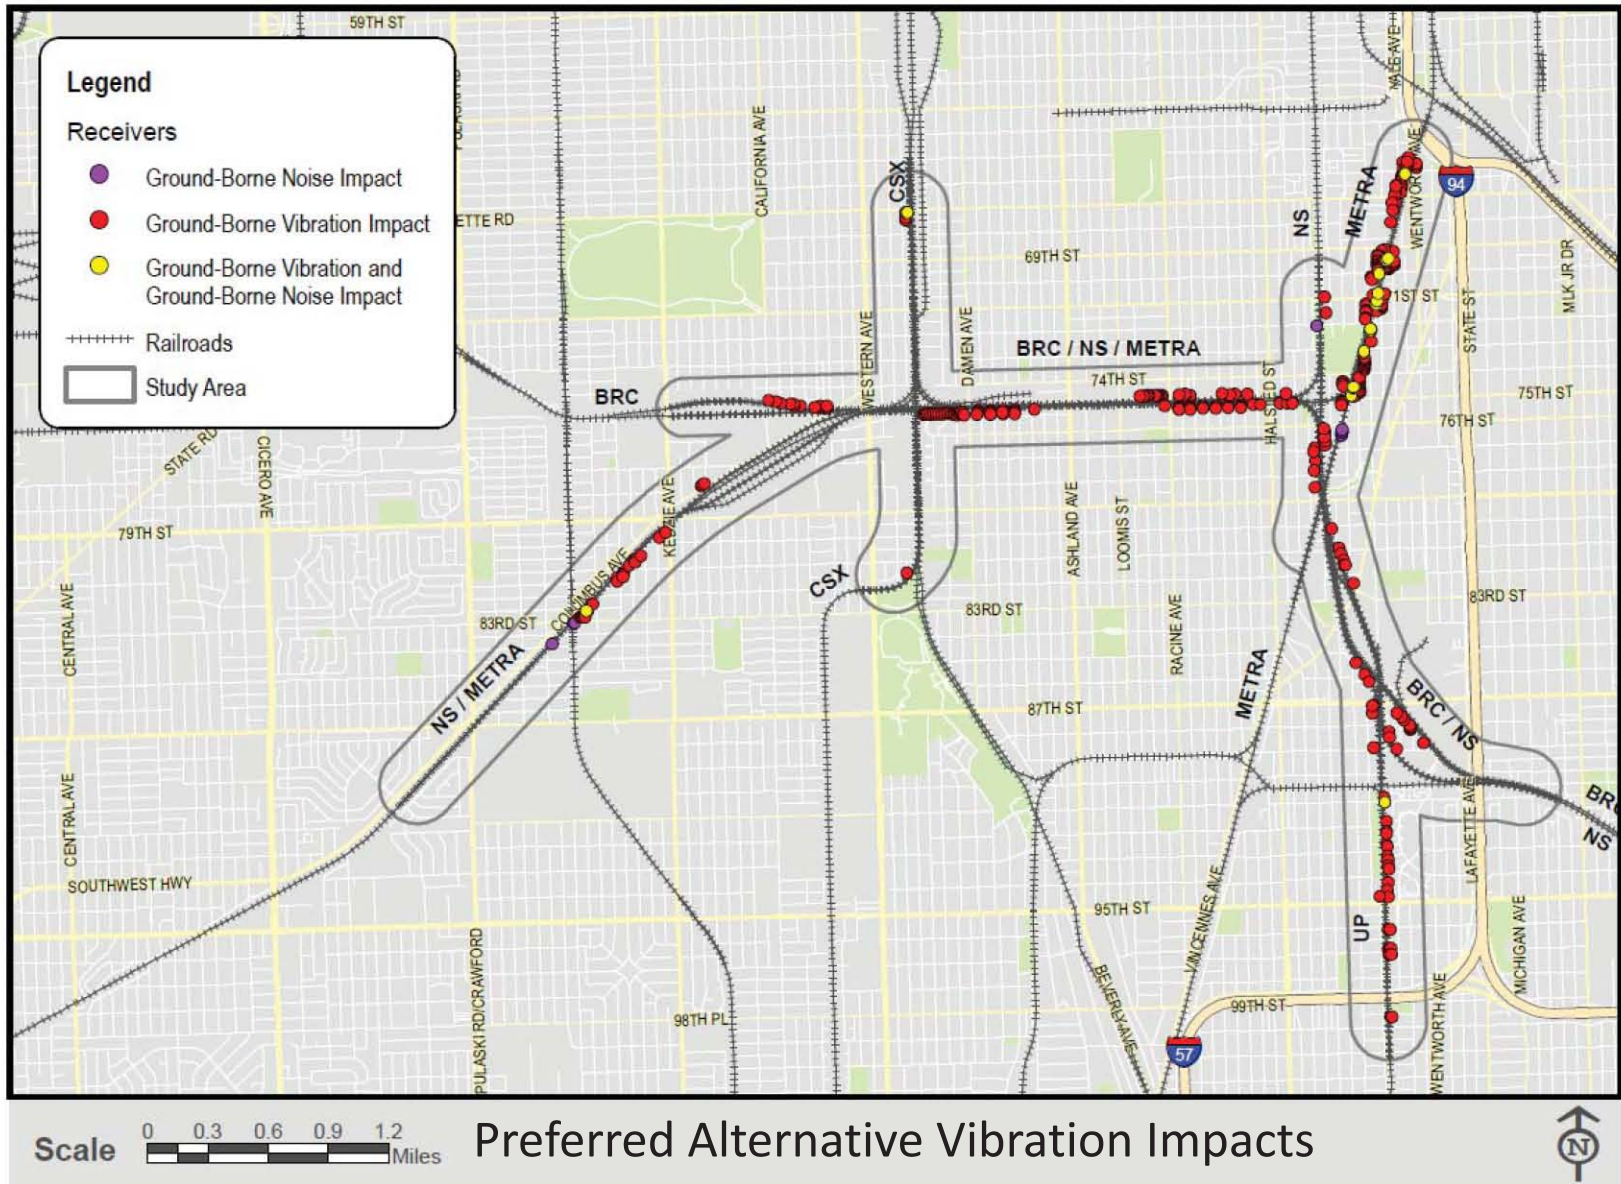 59TH ST
Legend
Receivers
Ground-Borne Noise Impact
Ground-Borne Vibration Impact
Ground-Borne Vibration and
Ground-Borne Noise Impact
Railroads
Study Area
ETTE RD
CALIFORNIA AVE
CSX
YALE AVE
WENTWORTH AVE
94
METRA
NS
69TH ST
1ST ST
STATE ST
MLK JR DR
WESTERN AVE
DAMEN AVE
BRC / NS / METRA
74TH ST
HALSTED ST
75TH ST
76TH ST
BRC
STATE RD
CICERO AVE
79TH ST
KEDZIE AVE
COLUMBUS AVE
83RD ST
CENTRAL AVE
NS / METRA
CSX
ASHLAND AVE
LOOMIS ST
83RD ST
RACINE AVE
83RD ST
METRA
87TH ST
BRC / NS
BRC
NS
LAFAYETTE AVE
CENTRAL AVE
SOUTHWEST HWY
95TH ST
VINCENNES AVE
UP
MICHIGAN AVE
PULASKI RD/CRAWFORD
98TH PL
BEVERLY AVE
99TH ST
WENTWORTH AVE
57
Scale
0 0.3 0.6 0.9 1.2
Miles
Preferred Alternative Vibration Impacts
N